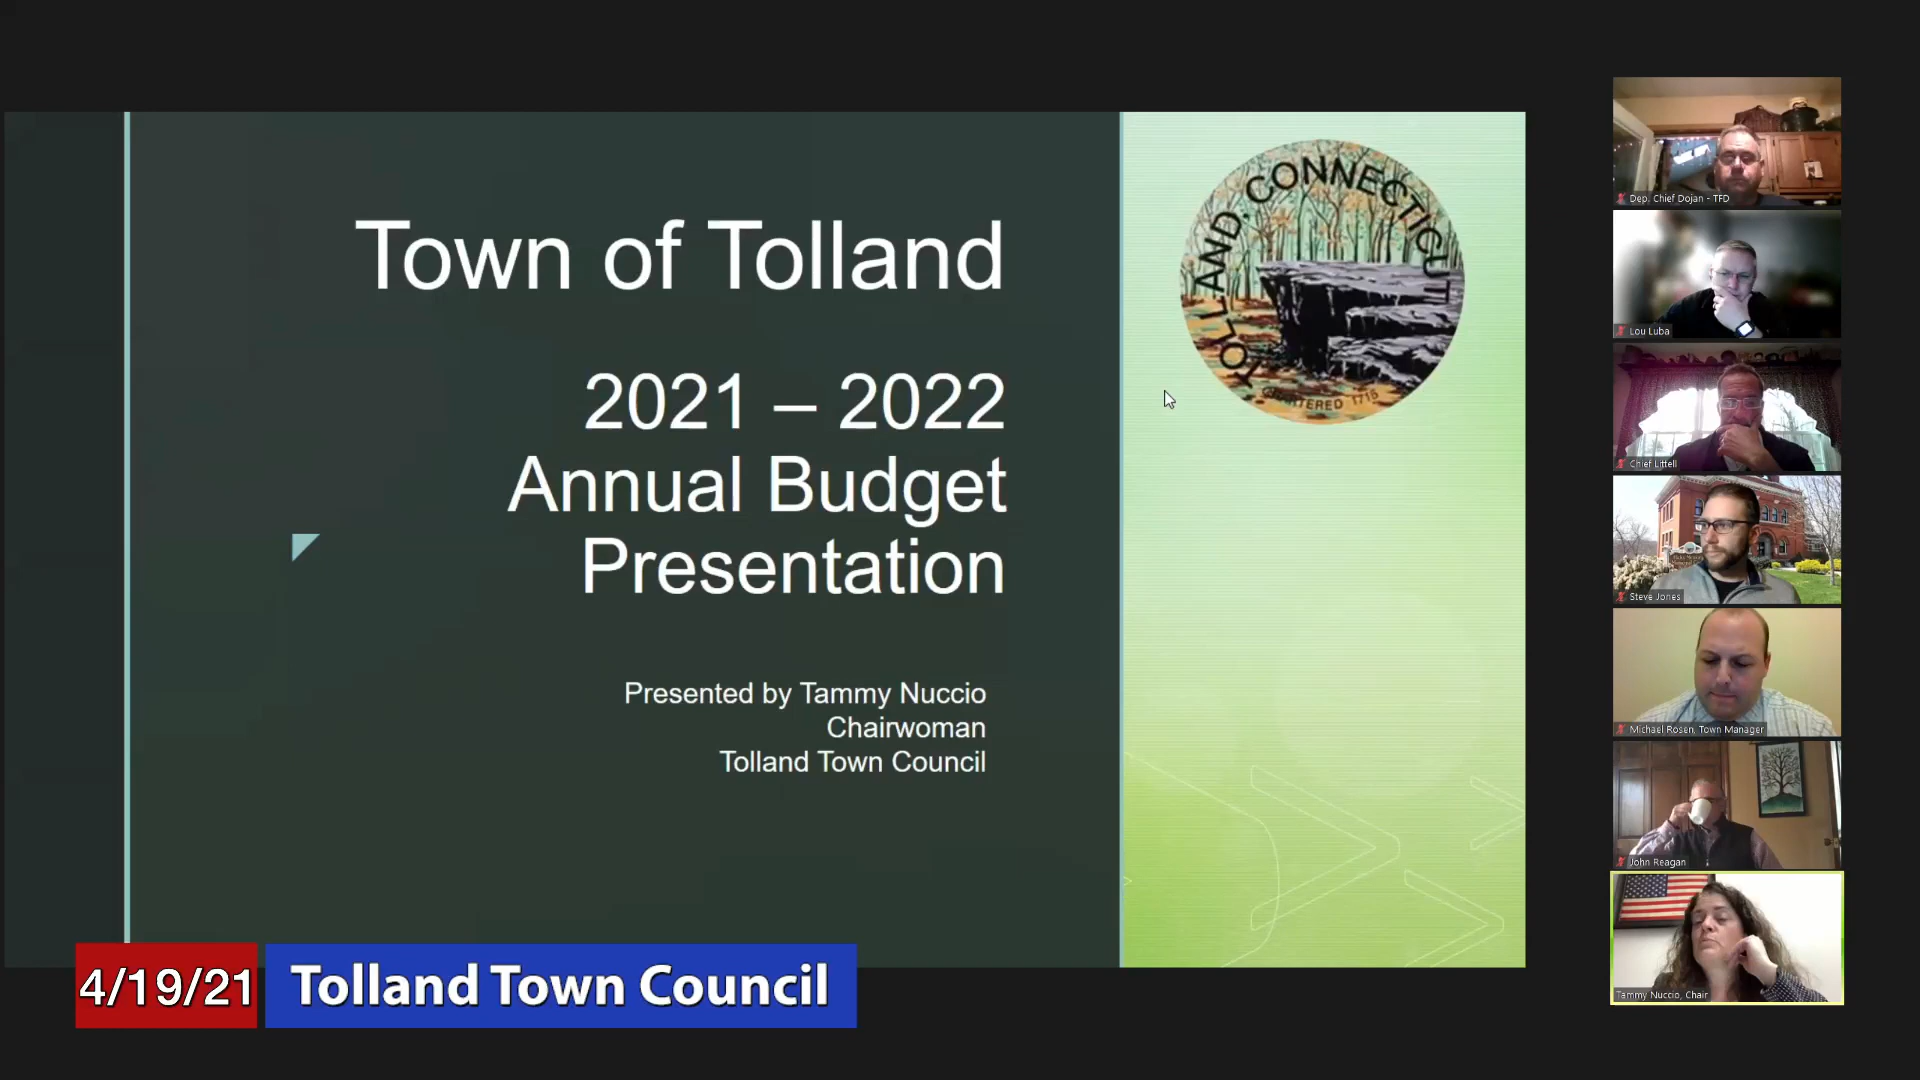 Town of Tolland
2021 – 2022
Annual Budget
Presentation
Presented by Tammy Nuccio
Chairwoman
Tolland Town Council
TOLLAND, CONNECTICUT
CHARTERED 1715
4/19/21
Tolland Town Council
Dep. Chief Dojan - TFD
Lou Luba
Chief Littell
Steve Jones
Michael Rosen, Town Manager
John Reagan
Tammy Nuccio, Chair